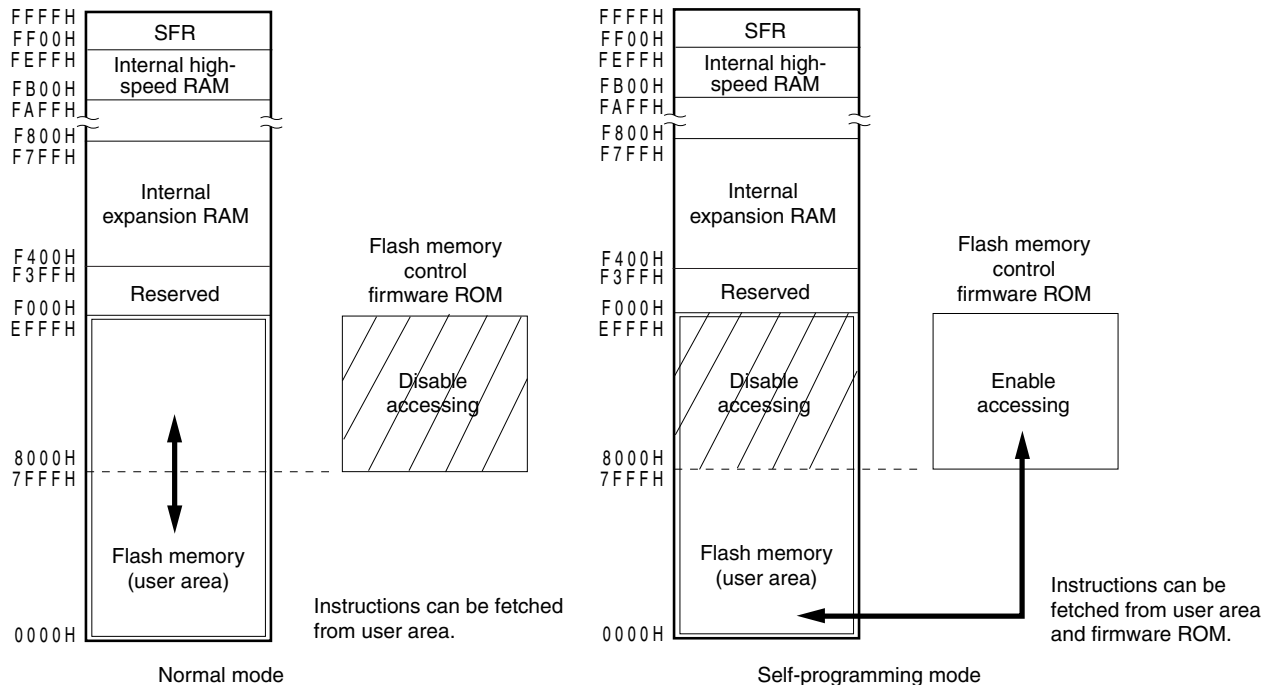 FFFFH
SFR
FF00H
FEFFH
Internal high-
speed RAM
FB00H
FAFFH
F800H
F7FFH
Internal
expansion RAM
F400H
F3FFH
Reserved
F000H
EFFFH
8000H
7FFFH
Flash memory
(user area)
0000H
Flash memory
control
firmware ROM
Disable
accessing
Instructions can be fetched
from user area.
Normal mode
FFFFH
SFR
FF00H
FEFFH
Internal high-
speed RAM
FB00H
FAFFH
F800H
F7FFH
Internal
expansion RAM
F400H
F3FFH
Reserved
F000H
EFFFH
Disable
accessing
8000H
7FFFH
Flash memory
(user area)
0000H
Flash memory
control
firmware ROM
Enable
accessing
Instructions can be
fetched from user area
and firmware ROM.
Self-programming mode